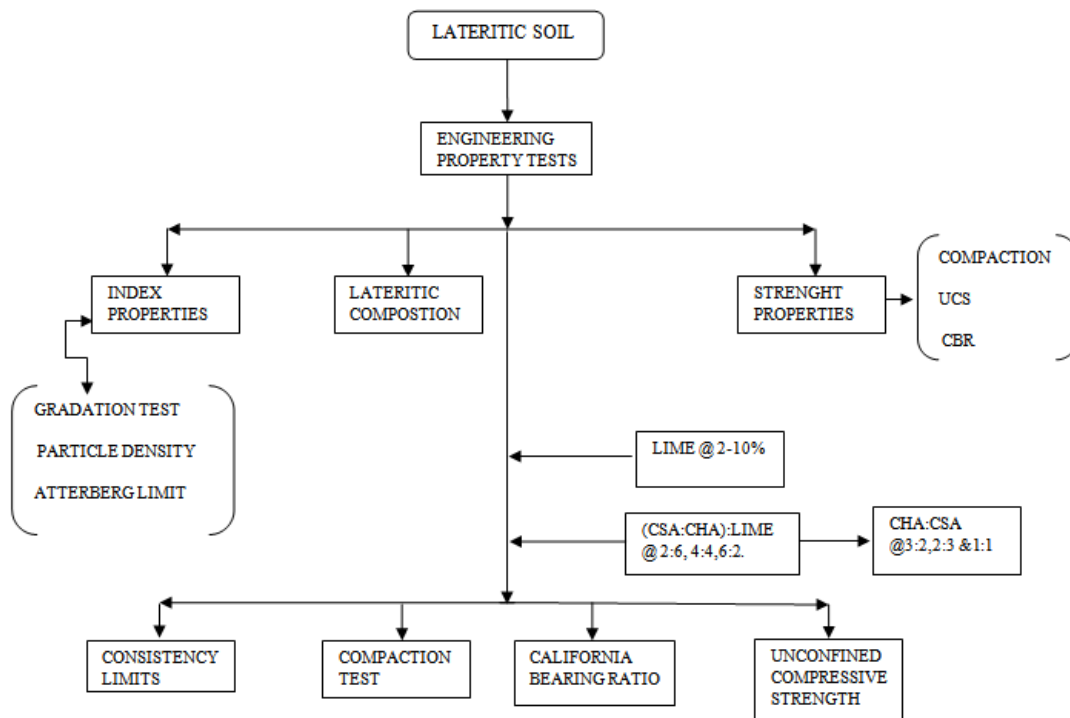 LATERITIC SOIL
ENGINEERING
PROPERTY TESTS
INDEX
PROPERTIES
LATERITIC
COMPOSTION
STRENGHT
PROPERTIES
COMPACTION
UCS
CBR
GRADATION TEST
PARTICLE DENSITY
ATTERBERG LIMIT
LIME @ 2-10%
(CSA:CHA):LIME
@ 2:6, 4:4,6:2.
CHA:CSA
@3:2,2:3 &1:1
CONSISTENCY
LIMITS
COMPACTION
TEST
CALIFORNIA
BEARING RATIO
UNCONFINED
COMPRESSIVE
STRENGTH